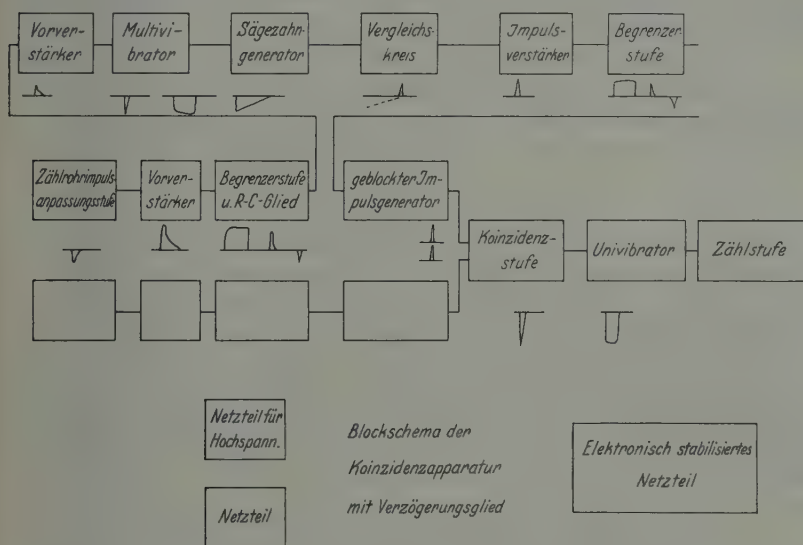 Vorver-
stärker
Multivi-
brator
Sägezahn-
generator
Vergleichs-
kreis
Impuls-
verstärker
Begrenzer-
stufe
Zählrohrimpuls-
anpassungsstufe
Vorver-
stärker
Begrenzerstufe
u. R-C-Glied
geblockter Im-
pulsgenerator
Koinzidenz-
stufe
Univibrator
Zählstufe
Netzteil für
Hochspann.
Netzteil
Blockschema der
Koinzidenzapparatur
mit Verzögerungsglied
Elektronisch stabilisiertes
Netzteil